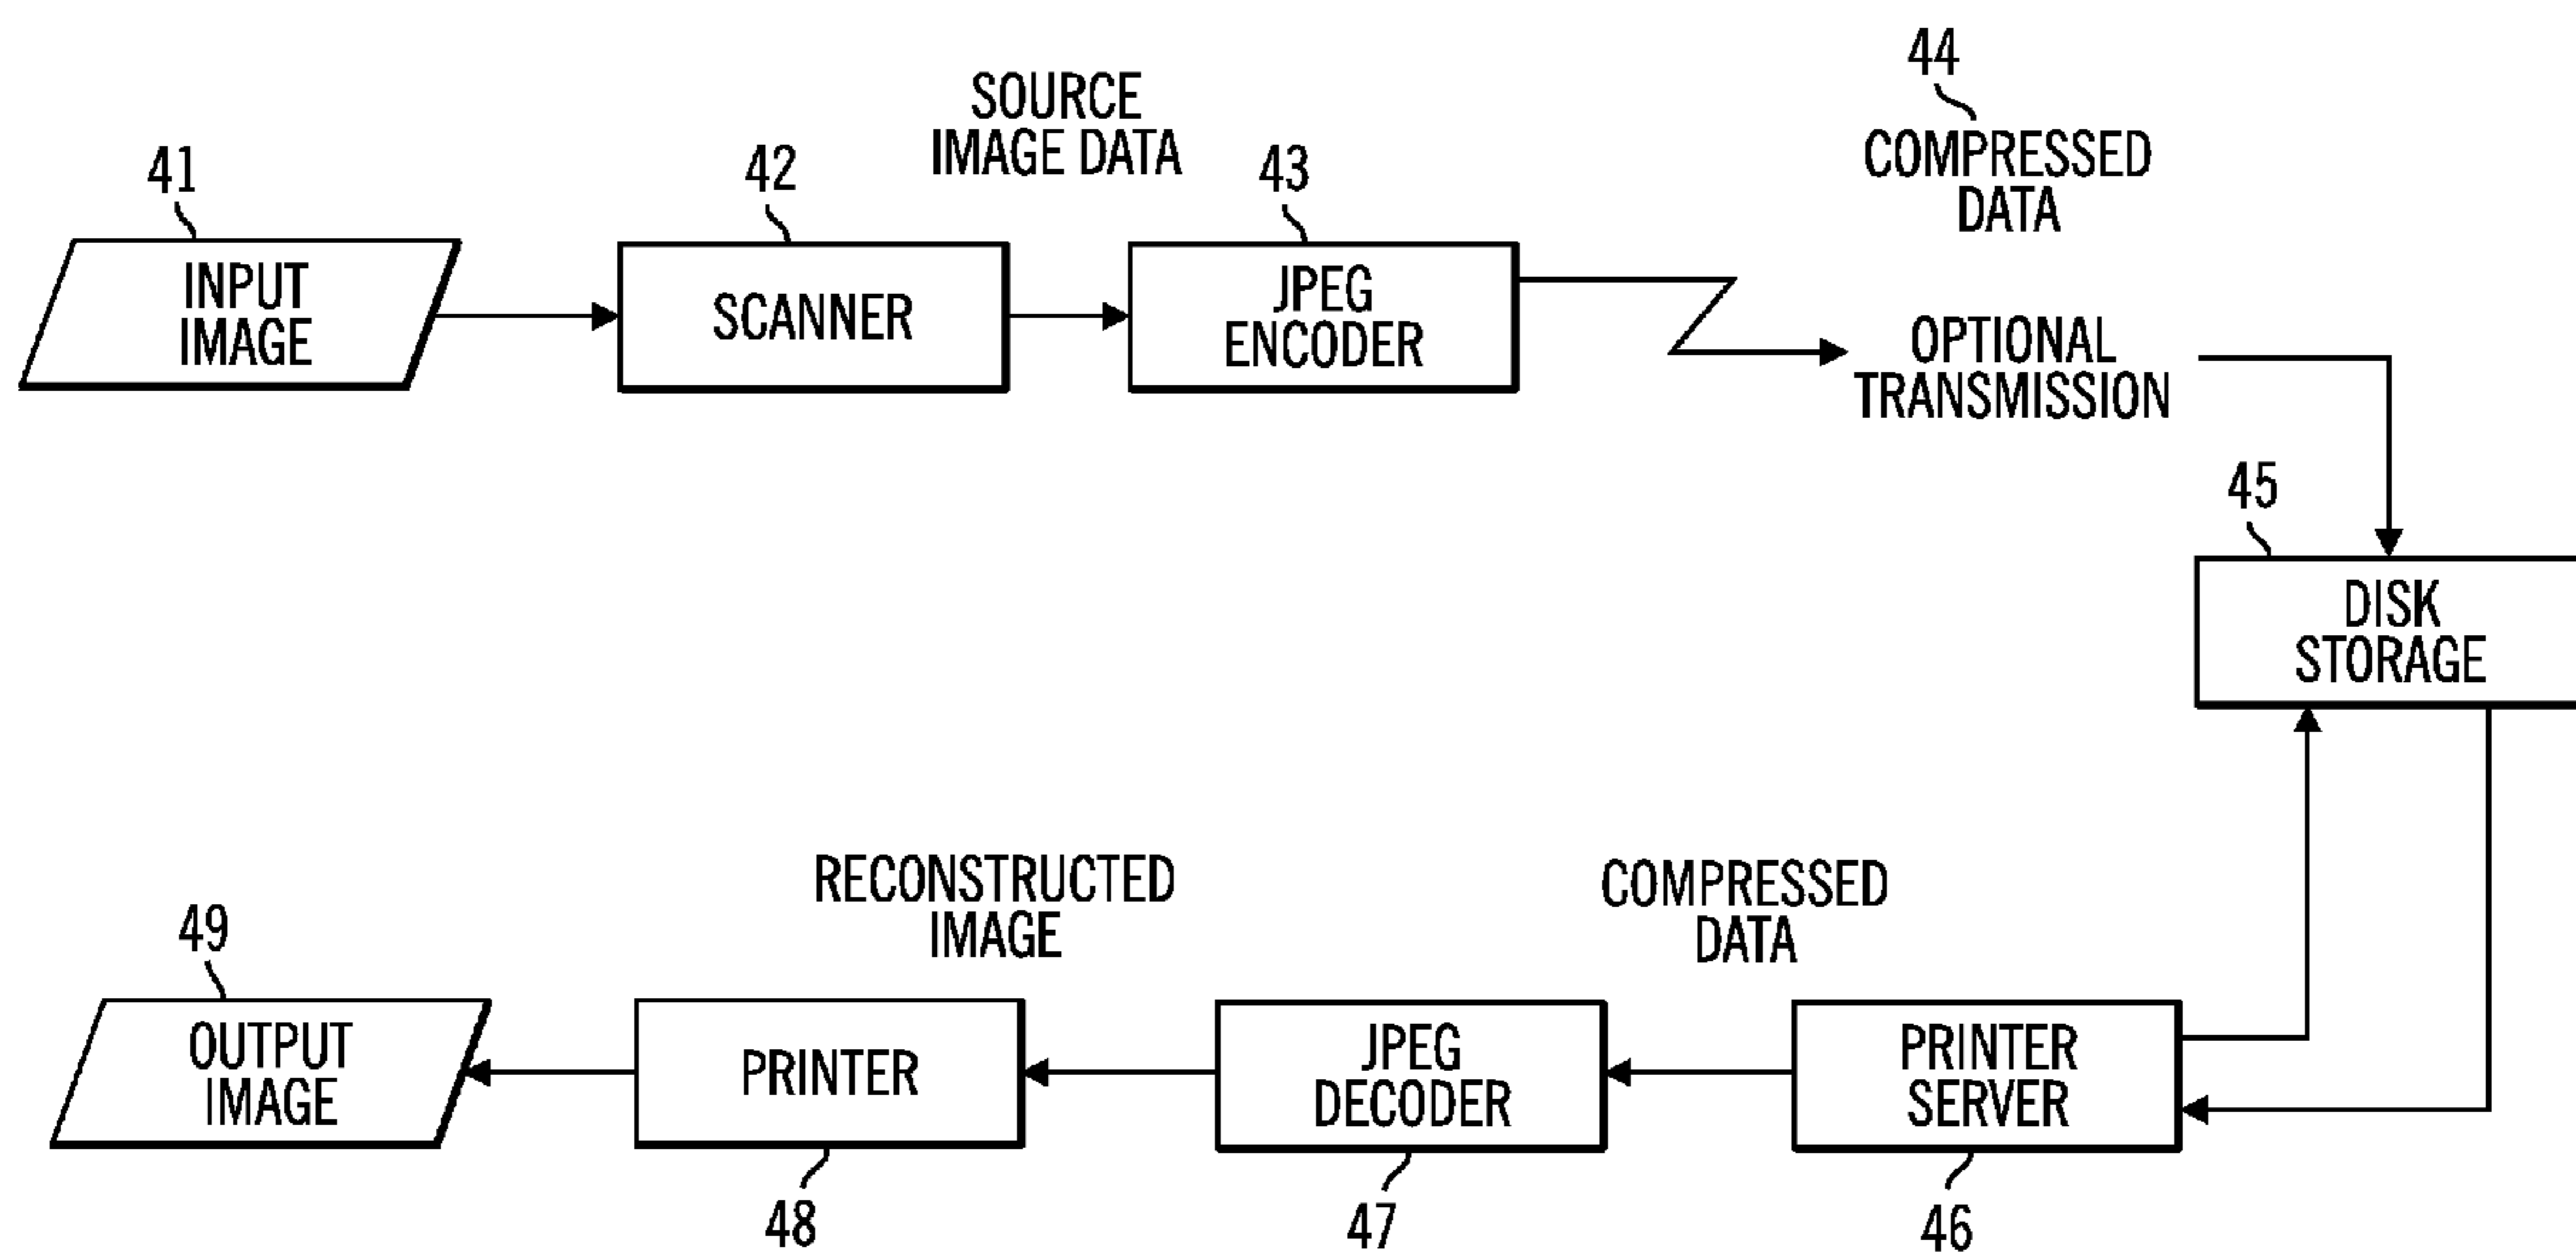 44
SOURCE
IMAGE DATA
COMPRESSED
DATA
41
42
43
INPUT
IMAGE
SCANNER
JPEG
ENCODER
OPTIONAL
TRANSMISSION
45
DISK
STORAGE
RECONSTRUCTED
IMAGE
COMPRESSED
DATA
49
OUTPUT
IMAGE
PRINTER
JPEG
DECODER
PRINTER
SERVER
48
47
46